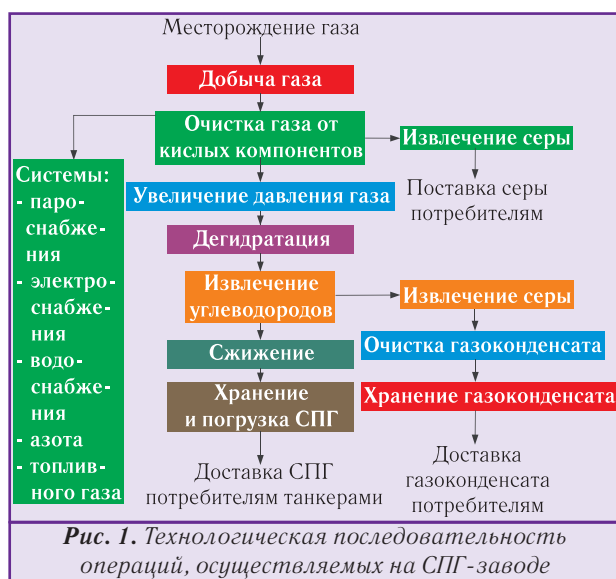 Месторождение газа
Добыча газа
Очистка газа от
кислых компонентов
Извлечение серы
Поставка серы
потребителям
Системы:
- паро-
снабже-
ния
- электро-
снабже-
ния
- водо-
снабже-
ния
- азота
- топлив-
ного газа
Увеличение давления газа
Дегидратация
Извлечение
углеводородов
Извлечение серы
Сжижение
Очистка газоконденсата
Хранение
и погрузка СПГ
Хранение газоконденсата
Доставка СПГ
потребителям танкерами
Доставка
газоконденсата
потребителям
Рис. 1. Технологическая последовательность
операций, осуществляемых на СПГ-заводе